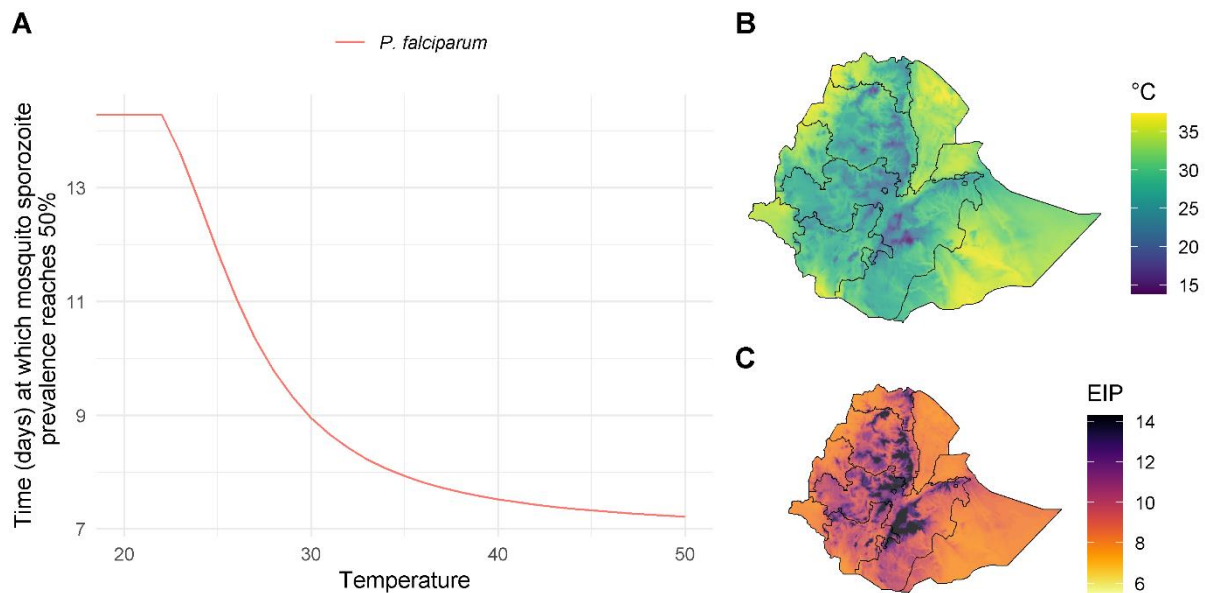 A
P. falciparum
Time (days) at which mosquito sporozoite
prevalence reaches 50%
13
11
9
7
20
30
40
50
Temperature
B
°C
35
30
25
20
15
C
EIP
14
12
10
8
6